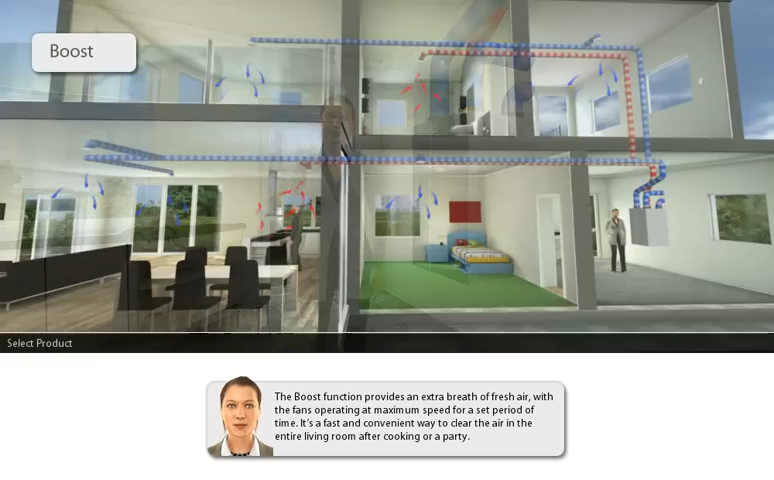 Boost
Select Product
The Boost function provides an extra breath of fresh air, with
the fans operating at maximum speed for a set period of
time. It's a fast and convenient way to clear the air in the
entire living room after cooking or a party.